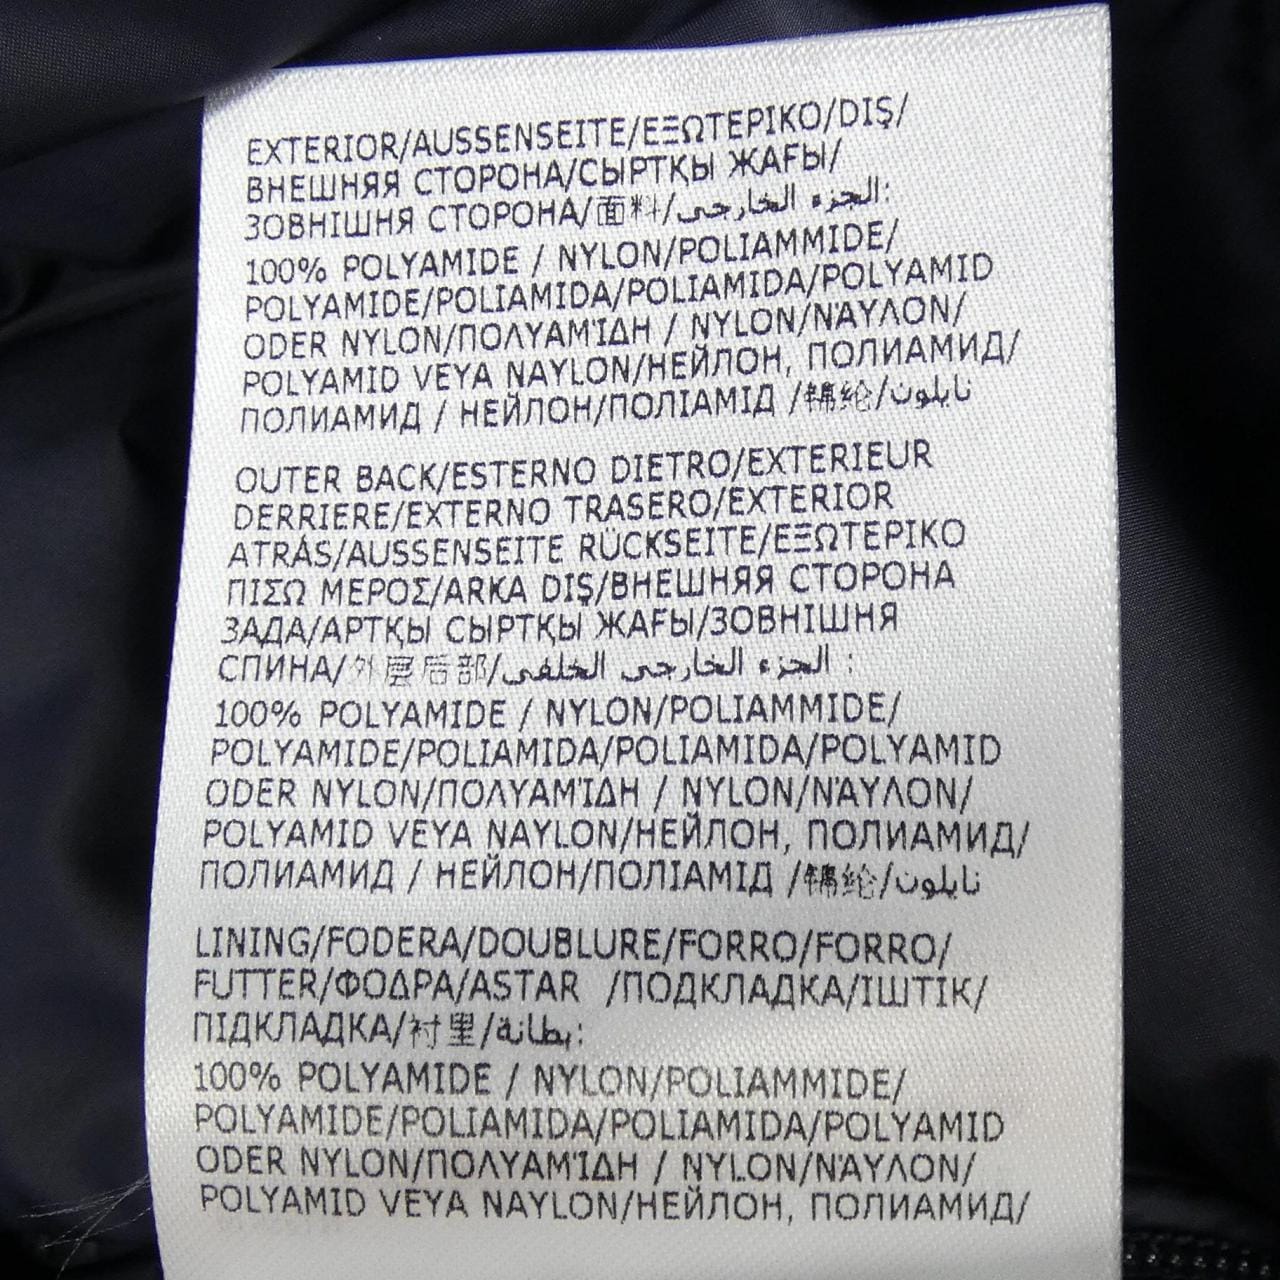 EXTERIOR/AUSSENSEITE/ΕΞΩΤΕΡΙΚΟ/DIŞ/
ВНЕШНЯЯ СТОРОНА/СЫРТҚЫ ЖАҒЫ/
ЗОВНІШНЯ СТОРОНА/面料/الجزء الخارجي:
100% POLYAMIDE / NYLON/POLIAMMIDE/
POLYAMIDE/POLIAMIDA/POLIAMIDA/POLYAMID
ODER NYLON/ΠΟΛΥΑΜΊΔΗ / NYLON/ΝΆΥΛΟΝ/
POLYAMID VEYA NAYLON/НЕЙЛОН, ПОЛИАМИД/
ПОЛИАМИД / НЕЙЛОН/ПОЛІАМІД /锦纶/نايلون
OUTER BACK/ESTERNO DIETRO/EXTERIEUR
DERRIERE/EXTERNO TRASERO/EXTERIOR
ATRÁS/AUSSENSEITE RÜCKSEITE/ΕΞΩΤΕΡΙΚΟ
ΠΙΣΩ ΜΕΡΟΣ/ARKA DIŞ/ВНЕШНЯЯ СТОРОНА
ЗАДА/АРТҚЫ СЫРТҚЫ ЖАҒЫ/ЗОВНІШНЯ
СПИНА/外层后部/الجزء الخارجي الخلفي :
100% POLYAMIDE / NYLON/POLIAMMIDE/
POLYAMIDE/POLIAMIDA/POLIAMIDA/POLYAMID
ODER NYLON/ΠΟΛΥΑΜΊΔΗ / NYLON/ΝΆΥΛΟΝ/
POLYAMID VEYA NAYLON/НЕЙЛОН, ПОЛИАМИД/
ПОЛИАМИД / НЕЙЛОН/ПОЛІАМІД /锦纶/نايلون
LINING/FODERA/DOUBLURE/FORRO/FORRO/
FUTTER/ΦΟΔΡΑ/ASTAR /ПОДКЛАДКА/ІШТІК/
ПІДКЛАДКА/衬里/بطانة:
100% POLYAMIDE / NYLON/POLIAMMIDE/
POLYAMIDE/POLIAMIDA/POLIAMIDA/POLYAMID
ODER NYLON/ΠΟΛΥΑΜΊΔΗ / NYLON/ΝΆΥΛΟΝ/
POLYAMID VEYA NAYLON/НЕЙЛОН, ПОЛИАМИД/